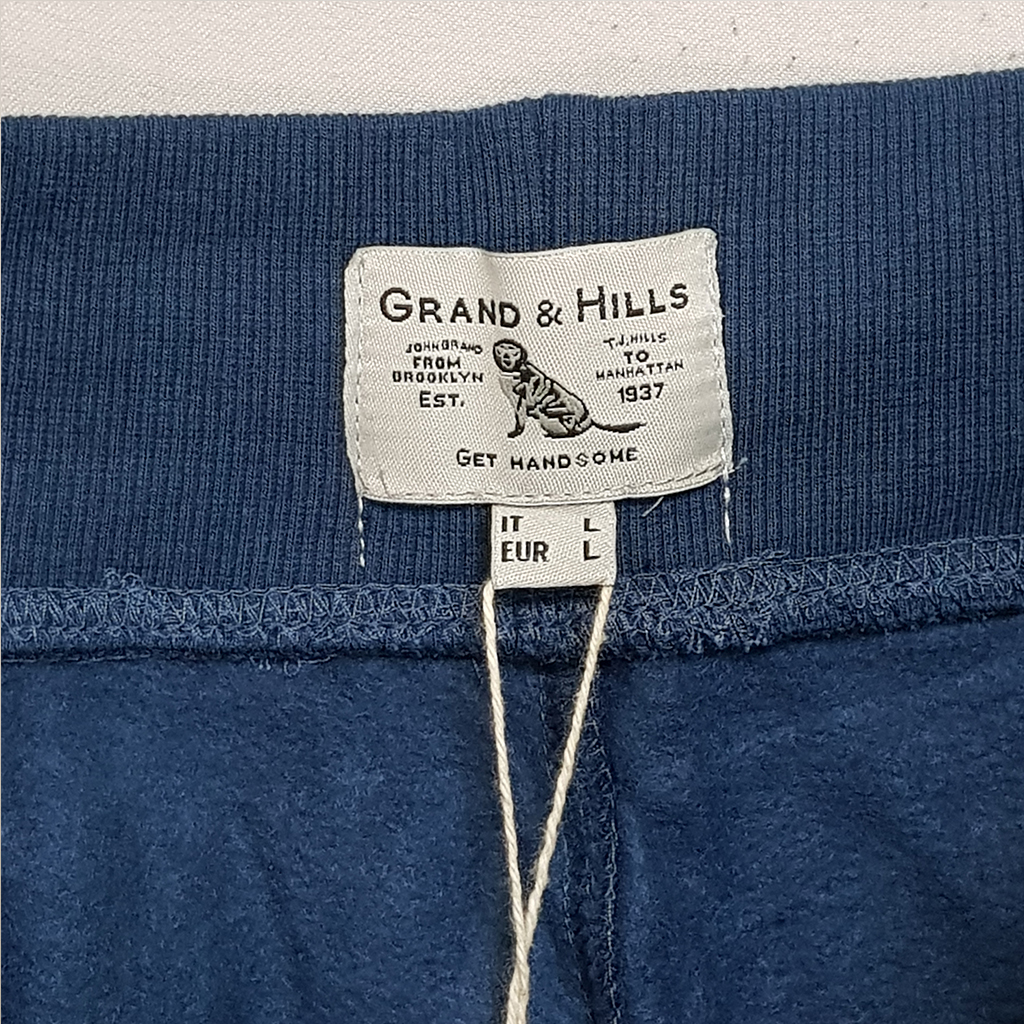 GRAND & HILLS
JOHN GRAND
FROM
BROOKLYN
EST.
T.J. HILLS
TO
MANHATTAN
1937
GET HANDSOME
IT L
EUR L